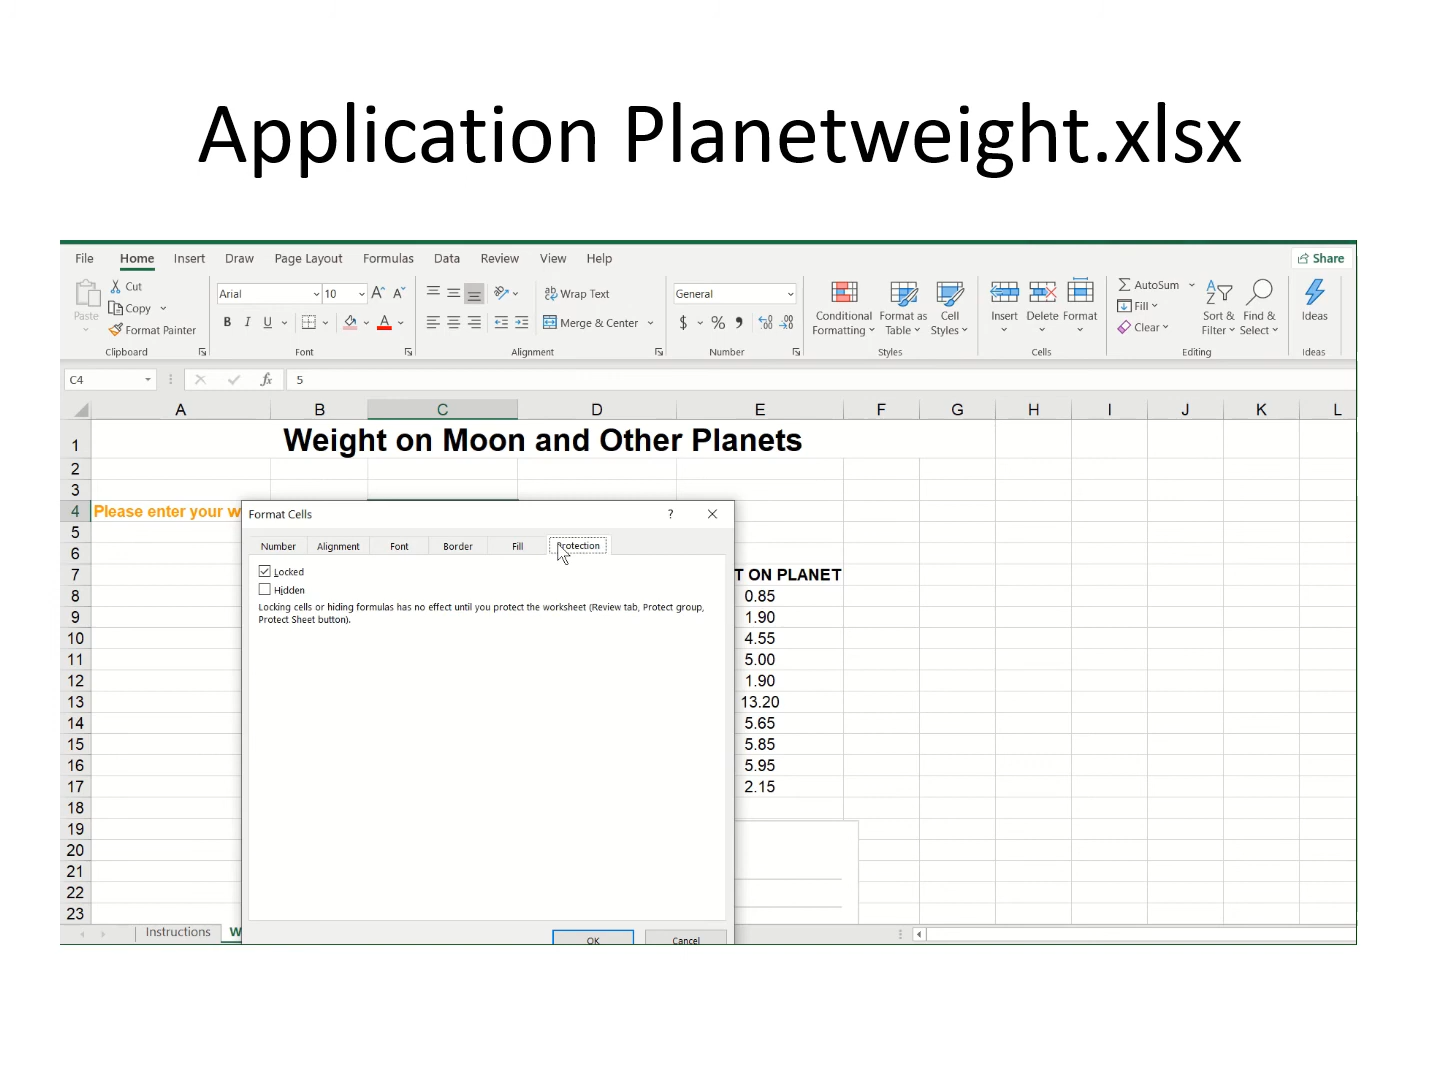 Application Planetweight.xlsx
File Home Insert Draw Page Layout Formulas Data Review View Help Share
Paste Cut Copy Format Painter Clipboard
Arial 10 A A B I U A Font
ab Wrap Text Merge & Center Alignment
General $ % 9 Number
Conditional Formatting Format as Table Cell Styles Styles
Insert Delete Format Cells
AutoSum Fill Clear Sort & Filter Find & Select Editing
Ideas Ideas
C4 fx 5
A B C D E F G H I J K L
1 Weight on Moon and Other Planets
2
3
4 Please enter your w
5
6
7 T ON PLANET
8 0.85
9 1.90
10 4.55
11 5.00
12 1.90
13 13.20
14 5.65
15 5.85
16 5.95
17 2.15
18
19
20
21
22
23
Format Cells ?
Number Alignment Font Border Fill Protection
Locked
Hidden
Locking cells or hiding formulas has no effect until you protect the worksheet (Review tab, Protect group,
Protect Sheet button).
OK Cancel
Instructions W